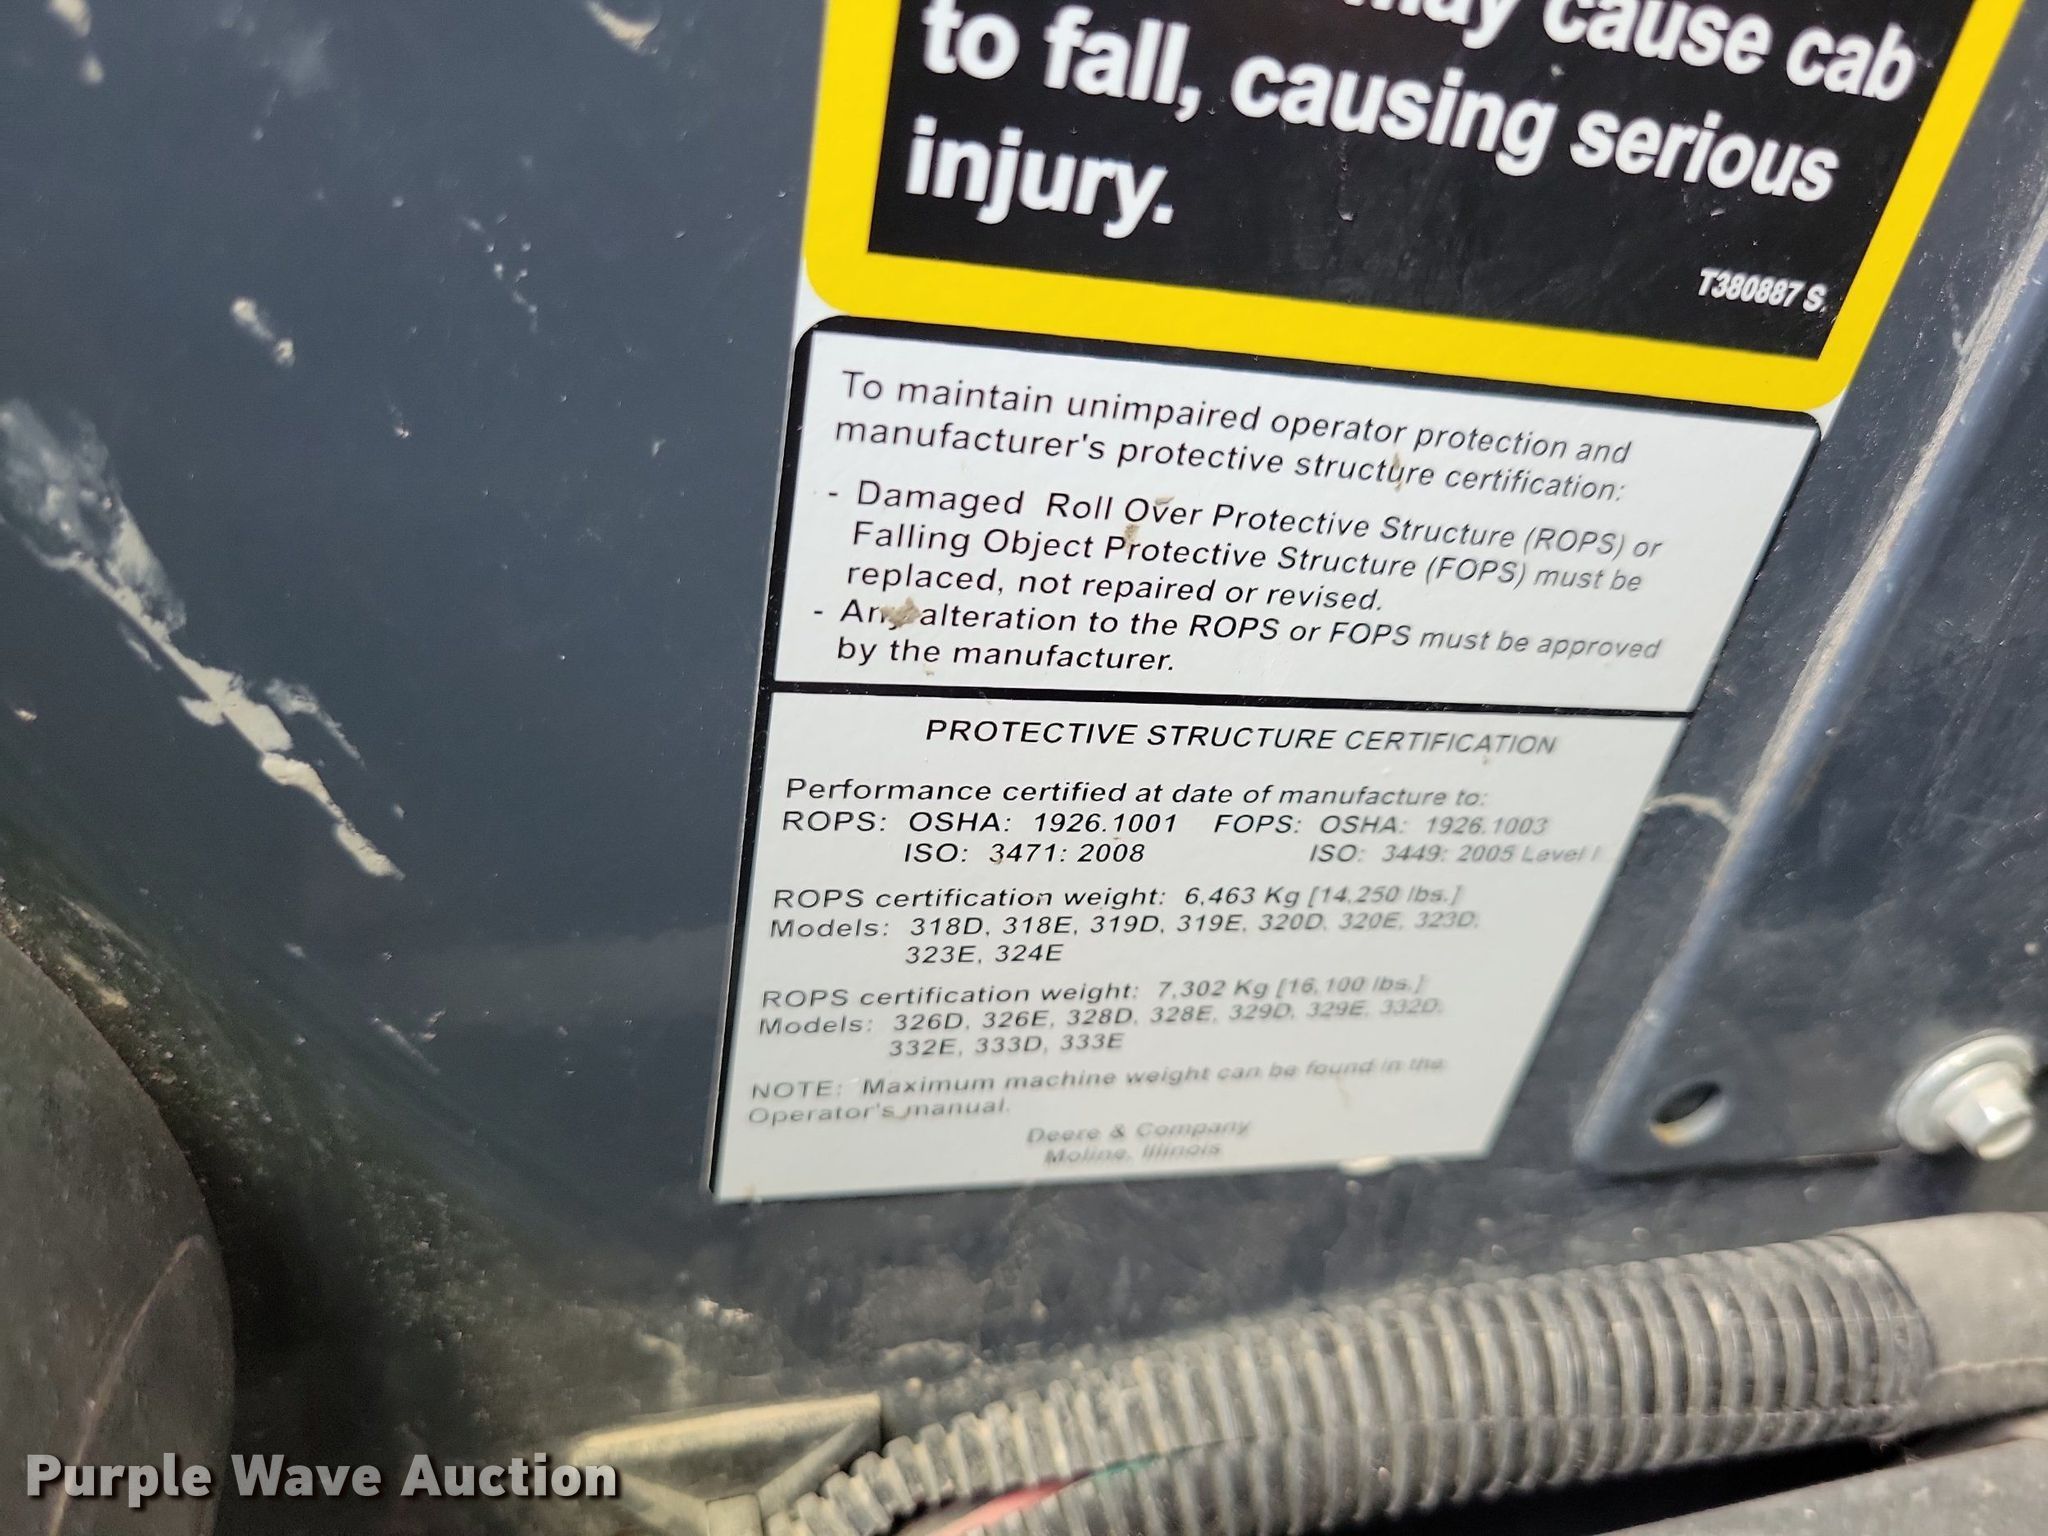 may cause cab
to fall, causing serious
injury.
T380887 S
To maintain unimpaired operator protection and
manufacturer's protective structure certification:
- Damaged Roll Over Protective Structure (ROPS) or
Falling Object Protective Structure (FOPS) must be
replaced, not repaired or revised.
- Any alteration to the ROPS or FOPS must be approved
by the manufacturer.
PROTECTIVE STRUCTURE CERTIFICATION
Performance certified at date of manufacture to:
ROPS: OSHA: 1926.1001 FOPS: OSHA: 1926.1003
ISO: 3471: 2008 ISO: 3449: 2005 Level I
ROPS certification weight: 6,463 Kg [14,250 lbs.]
Models: 318D, 318E, 319D, 319E, 320D, 320E, 323D,
323E, 324E
ROPS certification weight: 7,302 Kg [16,100 lbs.]
Models: 326D, 326E, 328D, 328E, 329D, 329E, 332D,
332E, 333D, 333E
NOTE: Maximum machine weight can be found in the
Operator's manual.
Deere & Company
Moline, Illinois
Purple Wave Auction